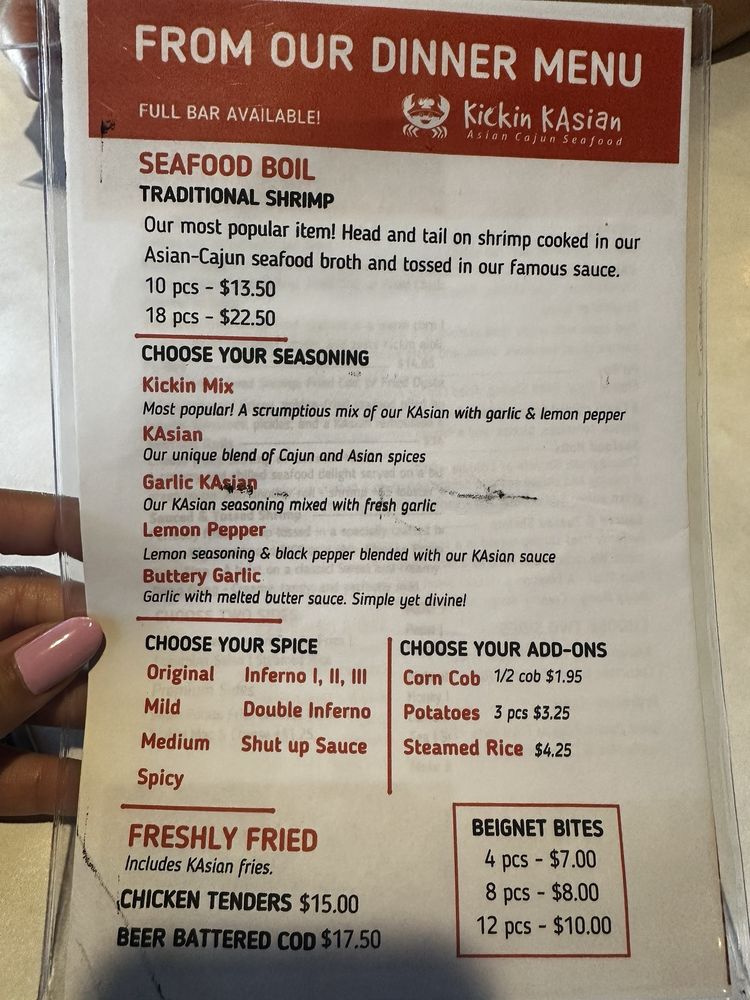 FROM OUR DINNER MENU
FULL BAR AVAILABLE!
Kickin KAsian
Asian Cajun Seafood
SEAFOOD BOIL
TRADITIONAL SHRIMP
Our most popular item! Head and tail on shrimp cooked in our
Asian-Cajun seafood broth and tossed in our famous sauce.
10 pcs - $13.50
18 pcs - $22.50
CHOOSE YOUR SEASONING
Kickin Mix
Most popular! A scrumptious mix of our KAsian with garlic & lemon pepper
KAsian
Our unique blend of Cajun and Asian spices
Garlic KAsian
Our KAsian seasoning mixed with fresh garlic
Lemon Pepper
Lemon seasoning & black pepper blended with our KAsian sauce
Buttery Garlic
Garlic with melted butter sauce. Simple yet divine!
CHOOSE YOUR SPICE
Original Inferno I, II, III
Mild Double Inferno
Medium Shut up Sauce
Spicy
CHOOSE YOUR ADD-ONS
Corn Cob 1/2 cob $1.95
Potatoes 3 pcs $3.25
Steamed Rice $4.25
FRESHLY FRIED
Includes KAsian fries.
CHICKEN TENDERS $15.00
BEER BATTERED COD $17.50
BEIGNET BITES
4 pcs - $7.00
8 pcs - $8.00
12 pcs - $10.00